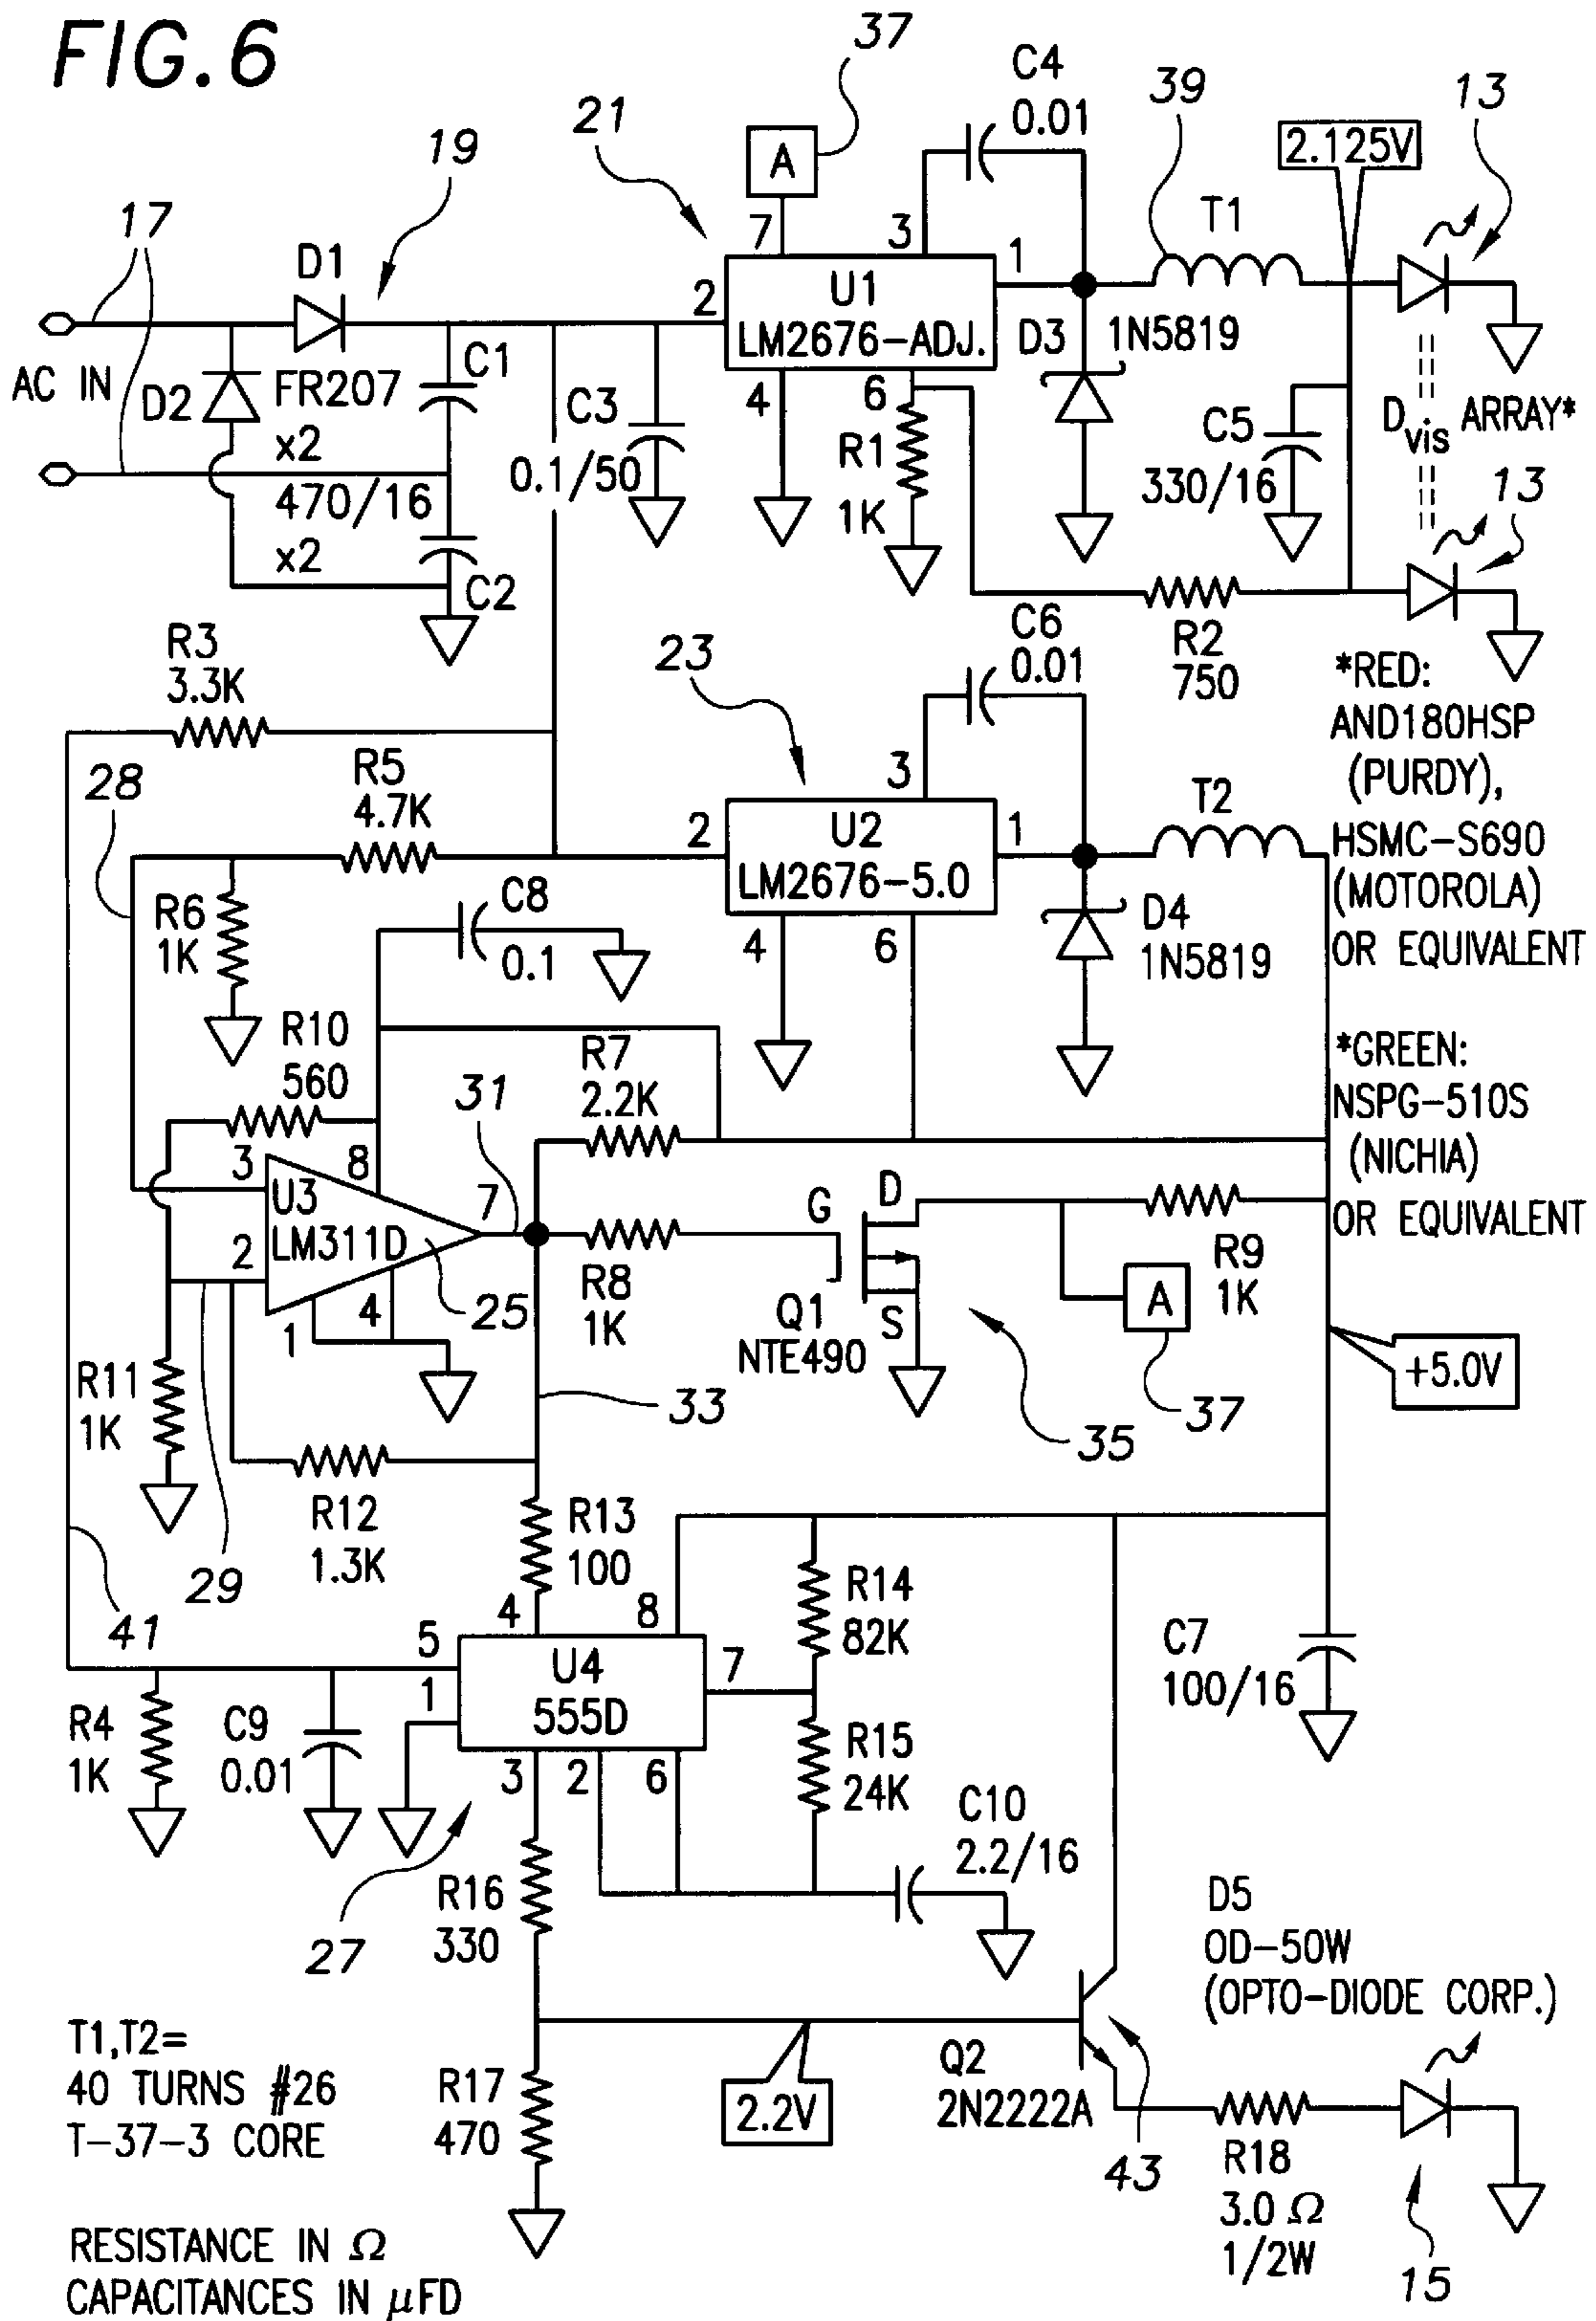 FIG.6
37
C4
0.01
39
13
21
A
2.125V
19
17
7
3
T1
D1
1
2
U1
LM2676-ADJ.
D3
1N5819
AC IN
D2
FR207
x2
C1
C3
0.1/50
4
6
R1
1K
C5
330/16
Dvis ARRAY*
13
470/16
x2
C2
R2
750
R3
3.3K
23
C6
0.01
*RED:
AND180HSP
(PURDY),
HSMC-S690
(MOTOROLA)
OR EQUIVALENT
28
R5
4.7K
3
T2
2
U2
LM2676-5.0
1
R6
1K
C8
0.1
4
6
D4
1N5819
R10
560
R7
2.2K
31
*GREEN:
NSPG-510S
(NICHIA)
OR EQUIVALENT
3
8
U3
LM311D
7
2
25
G
D
R8
1K
Q1
NTE490
S
R9
1K
A
1
4
R11
1K
33
35
37
+5.0V
R12
1.3K
29
R13
100
41
4
8
R14
82K
5
1
U4
555D
7
C7
100/16
R4
1K
C9
0.01
3
2
6
R15
24K
C10
2.2/16
27
R16
330
D5
OD-50W
(OPTO-DIODE CORP.)
T1,T2=
40 TURNS #26
T-37-3 CORE
R17
470
2.2V
Q2
2N2222A
43
R18
3.0 Ω
1/2W
15
RESISTANCE IN Ω
CAPACITANCES IN μFD